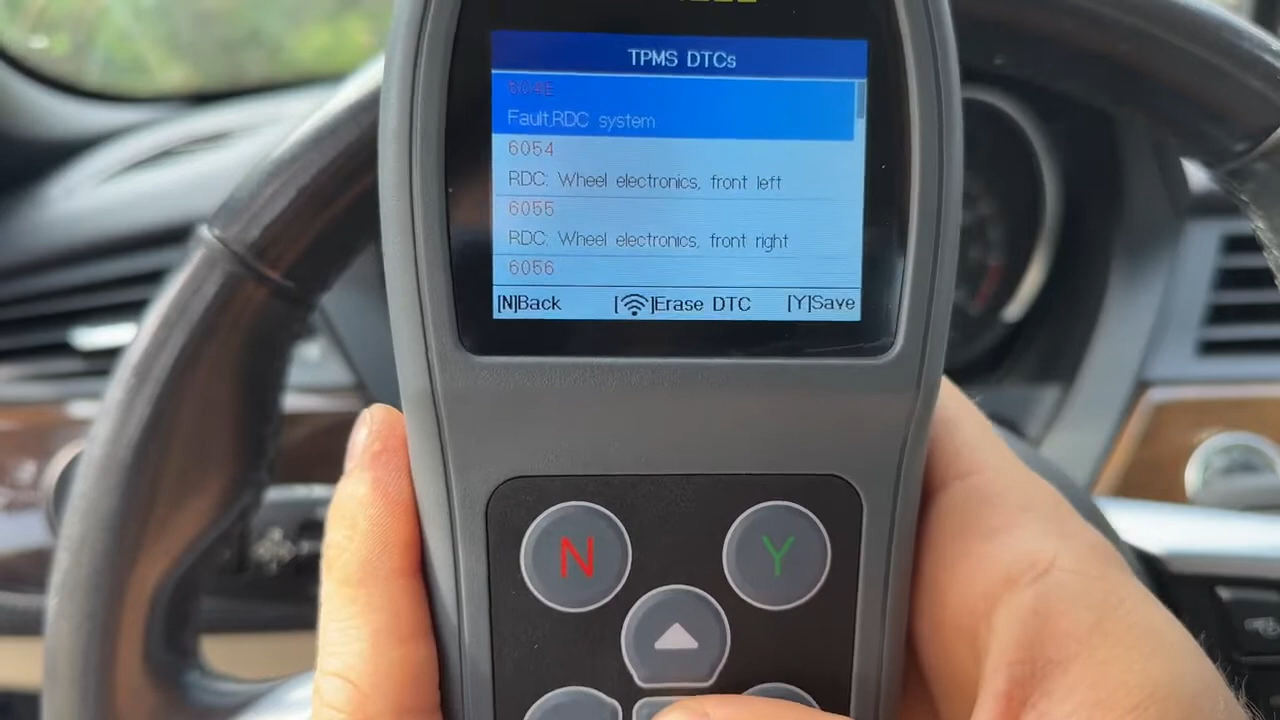 TPMS DTCs
604E
Fault,RDC system
6054
RDC: Wheel electronics, front left
6055
RDC: Wheel electronics, front right
6056
[N]Back []Erase DTC [Y]Save
N
Y